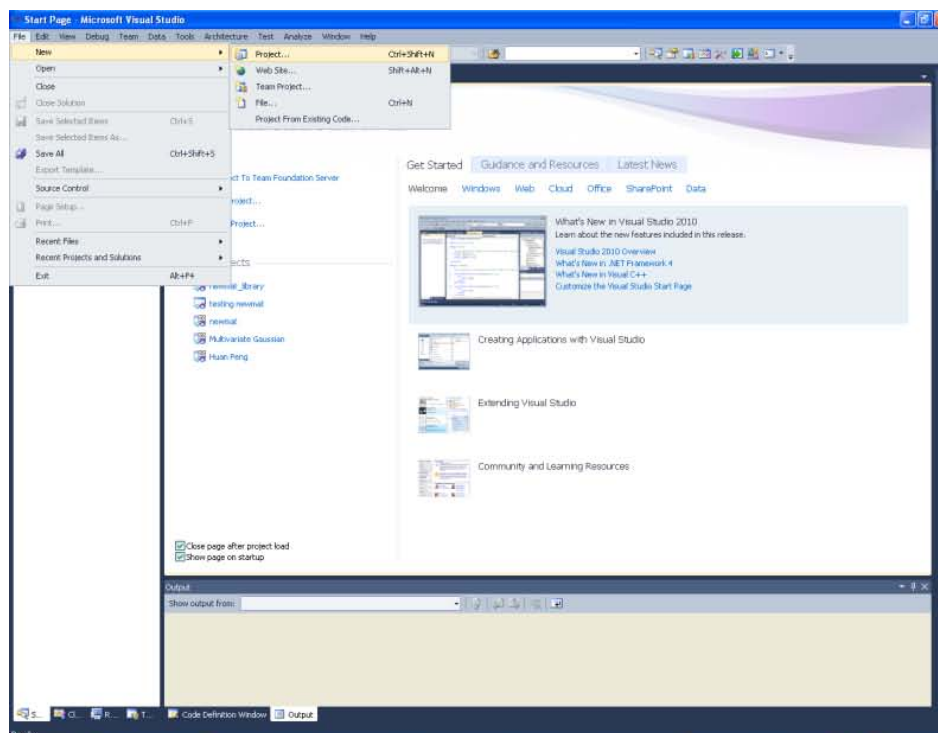 Start Page - Microsoft Visual Studio
File Edit View Debug Team Data Tools Architecture Test Analyze Window Help
New
Open
Close
Close Solution
Save Selected Items Ctrl+S
Save Selected Items As...
Save All Ctrl+Shift+S
Export Template...
Source Control
Page Setup...
Print... Ctrl+P
Recent Files
Recent Projects and Solutions
Exit Alt+F4
Project... Ctrl+Shift+N
Web Site... Shift+Alt+N
Team Project...
File... Ctrl+N
Project From Existing Code...
ct To Team Foundation Server
roject...
Project...
ects
newmat_library
testing newmat
newmat
Multivariate Gaussian
Huan Peng
Close page after project load
Show page on startup
Get Started Guidance and Resources Latest News
Welcome Windows Web Cloud Office SharePoint Data
What's New in Visual Studio 2010
Learn about the new features included in this release.
Visual Studio 2010 Overview
What's New in .NET Framework 4
What's New in Visual C++
Customize the Visual Studio Start Page
Creating Applications with Visual Studio
Extending Visual Studio
Community and Learning Resources
Output
Show output from:
S... Cl... R... T... Code Definition Window Output